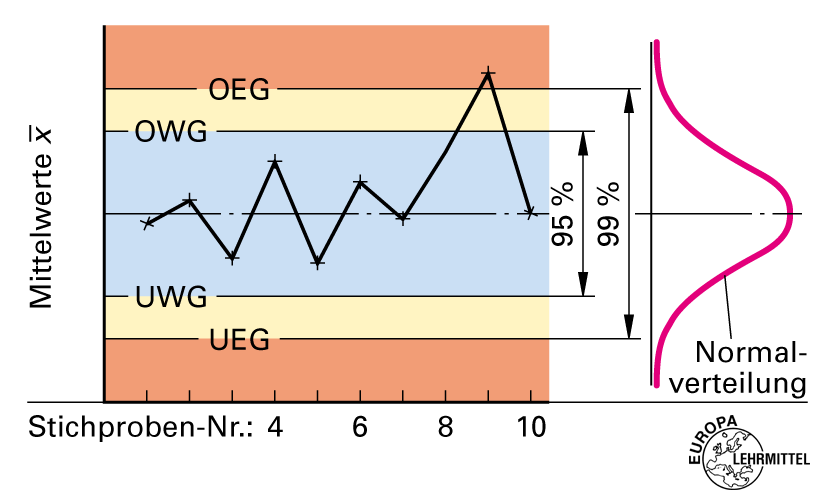 OEG
OWG
Mittelwerte x̅
95 %
99 %
UWG
UEG
Normal-
verteilung
Stichproben-Nr.: 4 6 8 10
EUROPA
LEHRMITTEL